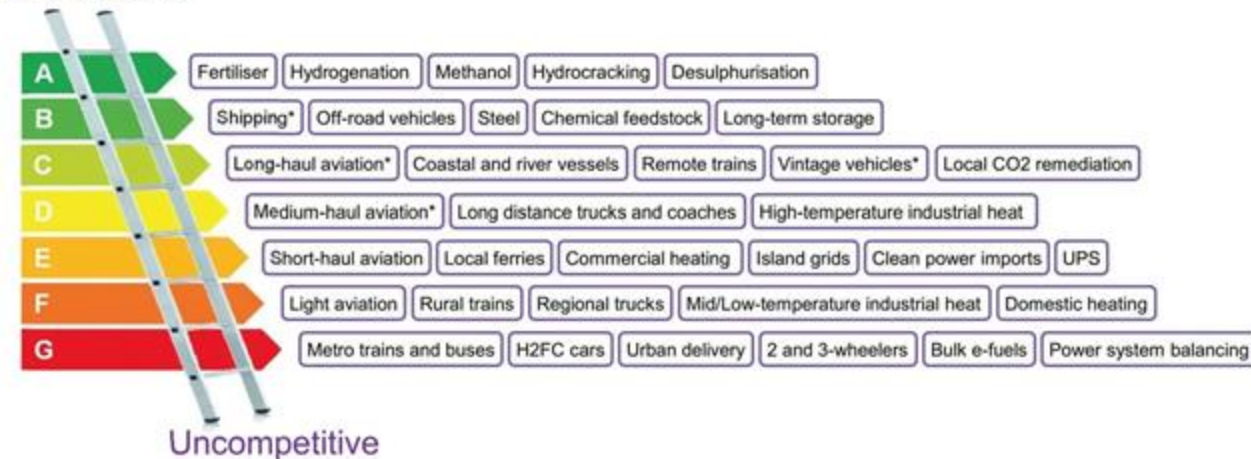 A Fertiliser Hydrogenation Methanol Hydrocracking Desulphurisation
B Shipping* Off-road vehicles Steel Chemical feedstock Long-term storage
C Long-haul aviation* Coastal and river vessels Remote trains Vintage vehicles* Local CO2 remediation
D Medium-haul aviation* Long distance trucks and coaches High-temperature industrial heat
E Short-haul aviation Local ferries Commercial heating Island grids Clean power imports UPS
F Light aviation Rural trains Regional trucks Mid/Low-temperature industrial heat Domestic heating
G Metro trains and buses H2FC cars Urban delivery 2 and 3-wheelers Bulk e-fuels Power system balancing
Uncompetitive